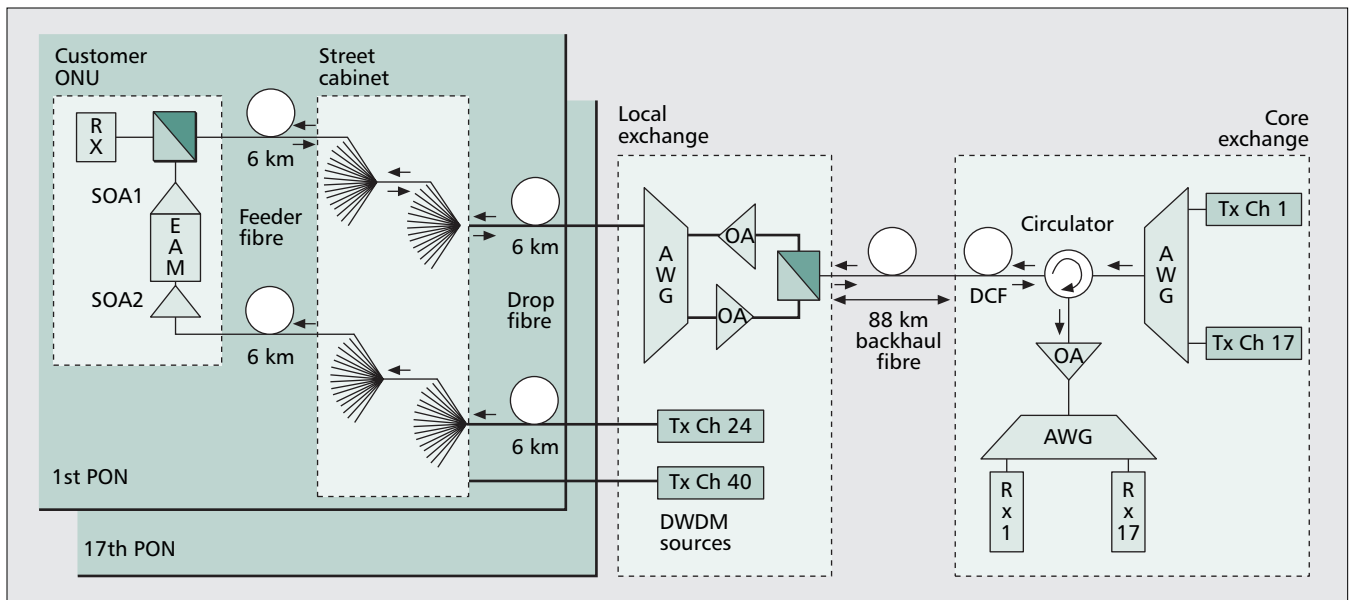 Customer
ONU
Street
cabinet
R
X
6 km
SOA1
E
A
M
SOA2
Feeder
fibre
6 km
6 km
Drop
fibre
6 km
1st PON
17th PON
Local
exchange
A
W
G
OA
OA
Tx Ch 24
Tx Ch 40
DWDM
sources
88 km
backhaul
fibre
Core
exchange
DCF
Circulator
A
W
G
Tx Ch 1
Tx Ch 17
OA
AWG
R
x
1
R
x
17